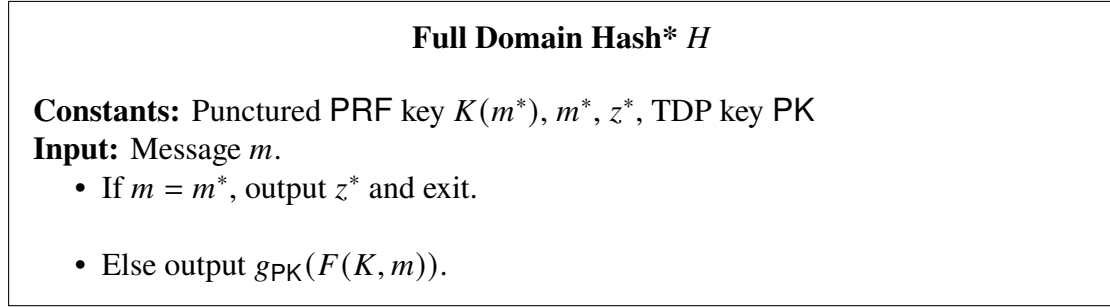 Full Domain Hash* H
Constants: Punctured PRF key K(m*), m*, z*, TDP key PK
Input: Message m.
• If m = m*, output z* and exit.
• Else output g_PK(F(K, m)).